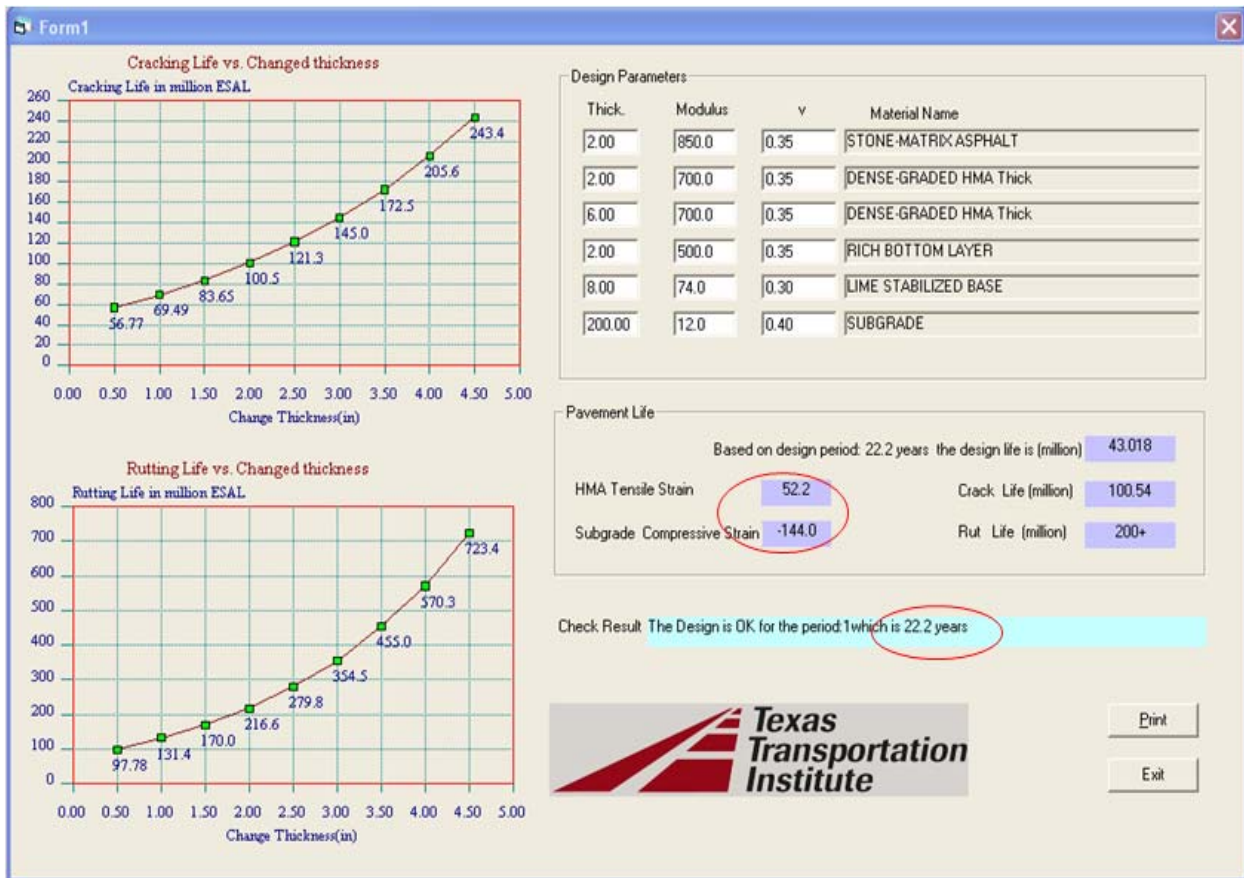 Form1
Cracking Life vs. Changed thickness
Cracking Life in million ESAL
260
240
220
200
180
160
140
120
100
80
60
40
20
0
56.77
69.49
83.65
100.5
121.3
145.0
172.5
205.6
243.4
0.00 0.50 1.00 1.50 2.00 2.50 3.00 3.50 4.00 4.50 5.00
Change Thickness(in)
Rutting Life vs. Changed thickness
Rutting Life in million ESAL
800
700
600
500
400
300
200
100
0
97.78
131.4
170.0
216.6
279.8
354.5
455.0
570.3
723.4
0.00 0.50 1.00 1.50 2.00 2.50 3.00 3.50 4.00 4.50 5.00
Change Thickness(in)
Design Parameters
Thick. Modulus v Material Name
2.00 850.0 0.35 STONE-MATRIX ASPHALT
2.00 700.0 0.35 DENSE-GRADED HMA Thick
6.00 700.0 0.35 DENSE-GRADED HMA Thick
2.00 500.0 0.35 RICH BOTTOM LAYER
8.00 74.0 0.30 LIME STABILIZED BASE
200.00 12.0 0.40 SUBGRADE
Pavement Life
Based on design period: 22.2 years the design life is (million) 43.018
HMA Tensile Strain 52.2 Crack Life (million) 100.54
Subgrade Compressive Strain -144.0 Rut Life (million) 200+
Check Result The Design is OK for the period:1which is 22.2 years
Texas
Transportation
Institute
Print
Exit